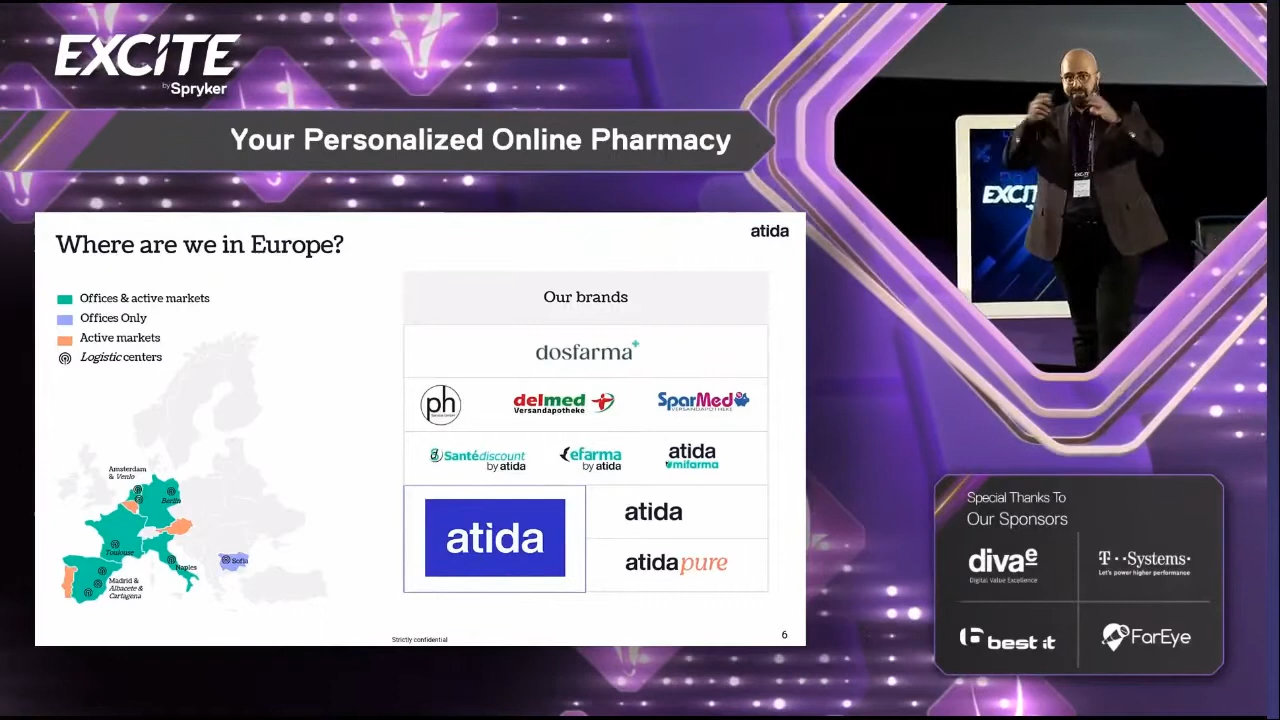 EXCITE
by Spryker
Your Personalized Online Pharmacy
EXCITE
Where are we in Europe?
atida
Offices & active markets
Offices Only
Active markets
Logistic centers
Amsterdam
& Venlo
Berlin
Toulouse
Naples
Sofia
Madrid &
Albacete &
Cartagena
Our brands
dosfarma
ph
delmed
Versandapotheke
SparMed
VERSANDAPOTHEKE
Santédiscount
by atida
efarma
by atida
atida
mifarma
atida
atida
atida pure
Strictly confidential
6
Special Thanks To
Our Sponsors
divae
Digital Value Excellence
T··Systems·
Let's power higher performance
best it
FarEye